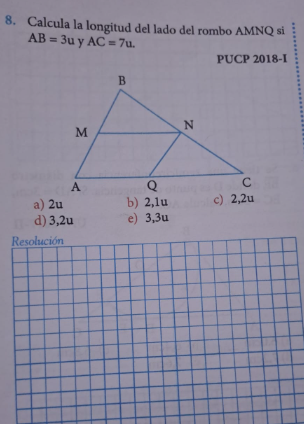 8. Calcula la longitud del lado del rombo AMNQ si
AB = 3u y AC = 7u.
PUCP 2018-I
B
M
N
A
Q
C
a) 2u
b) 2,1u
c) 2,2u
d) 3,2u
e) 3,3u
Resolución